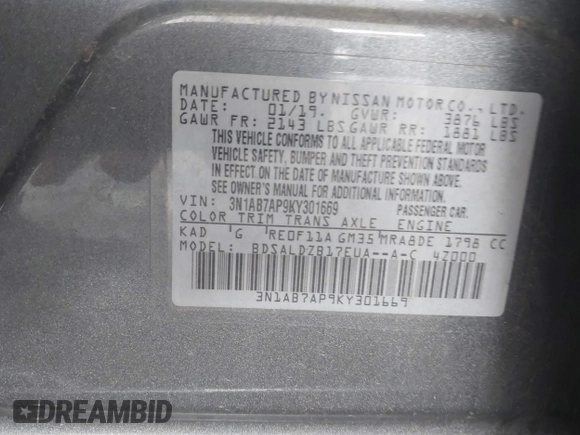 MANUFACTURED BY NISSAN MOTOR CO., LTD.
DATE: 01/19. GVWR: 3876 LBS
GAWR FR: 2143 LBS GAWR RR: 1881 LBS
THIS VEHICLE CONFORMS TO ALL APPLICABLE FEDERAL MOTOR
VEHICLE SAFETY, BUMPER AND THEFT PREVENTION STANDARDS
IN EFFECT ON THE DATE OF MANUFACTURE SHOWN ABOVE.
SEE OWNER'S MANUAL FOR ADDITIONAL INFORMATION.
VIN: 3N1AB7AP9KY301669 PASSENGER CAR.
COLOR TRIM TRANS AXLE ENGINE
KAD G RE0F11A GM35 MRA8DE 1798 CC
MODEL: BDSALDZB17EUA--A-C 4Z000
3N1AB7AP9KY301669
DREAMBID